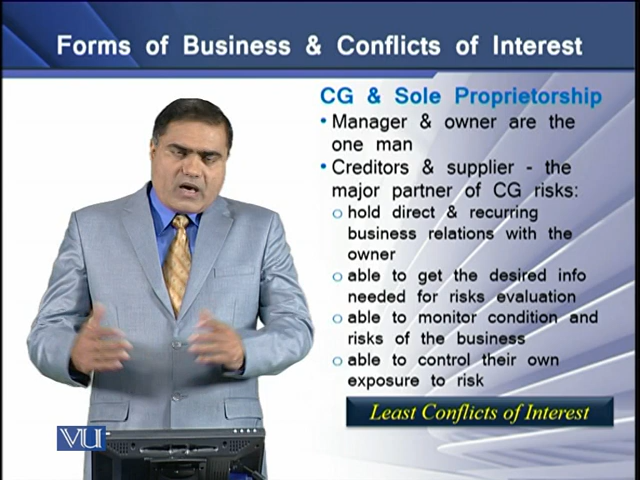 Forms of Business & Conflicts of Interest
CG & Sole Proprietorship
• Manager & owner are the
one man
• Creditors & supplier - the
major partner of CG risks:
o hold direct & recurring
business relations with the
owner
o able to get the desired info
needed for risks evaluation
o able to monitor condition and
risks of the business
o able to control their own
exposure to risk
Least Conflicts of Interest
VU